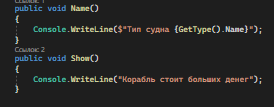 Ссылок: 1
public void Name()
{
Console.WriteLine($"Тип судна {GetType().Name}");
}
Ссылок: 2
public void Show()
{
Console.WriteLine("Корабль стоит больших денег");
}